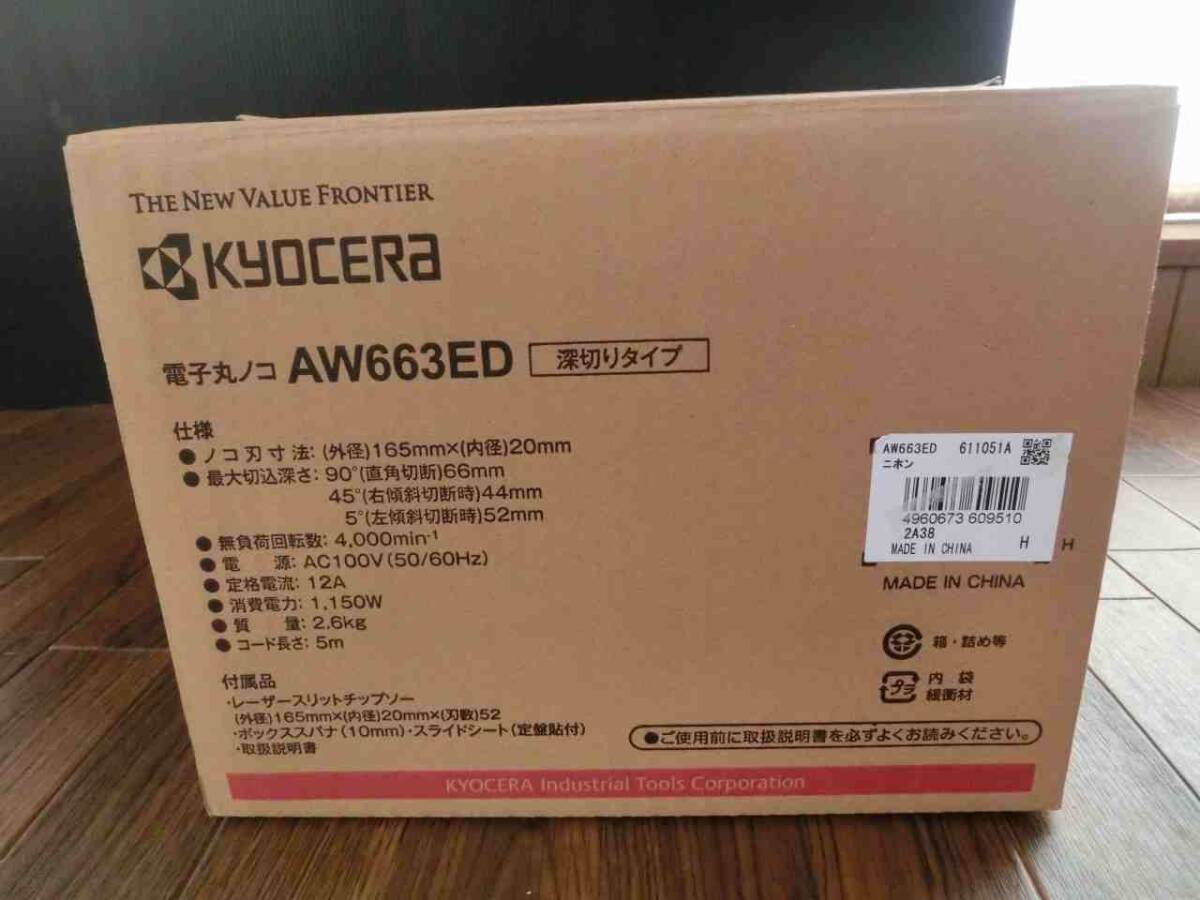 THE NEW VALUE FRONTIER
KYOCERA
電子丸ノコ AW663ED 深切りタイプ
仕様
●ノコ刃寸法:(外径)165mm×(内径)20mm
●最大切込深さ:90°(直角切断)66mm
45°(右傾斜切断時)44mm
5°(左傾斜切断時)52mm
●無負荷回転数:4,000min-1
●電 源:AC100V(50/60Hz)
●定格電流:12A
●消費電力:1,150W
●質 量:2.6kg
●コード長さ:5m
付属品
・レーザースリットチップソー
(外径)165mm×(内径)20mm×(刃数)52
・ボックススパナ(10mm)・スライドシート(定盤貼付)
・取扱説明書
AW663ED 611051A
ニホン
4960673 609510
2A38
MADE IN CHINA H
H
MADE IN CHINA
箱・詰め等
プラ
内 袋
緩衝材
●ご使用前に取扱説明書を必ずよくお読みください。
KYOCERA Industrial Tools Corporation